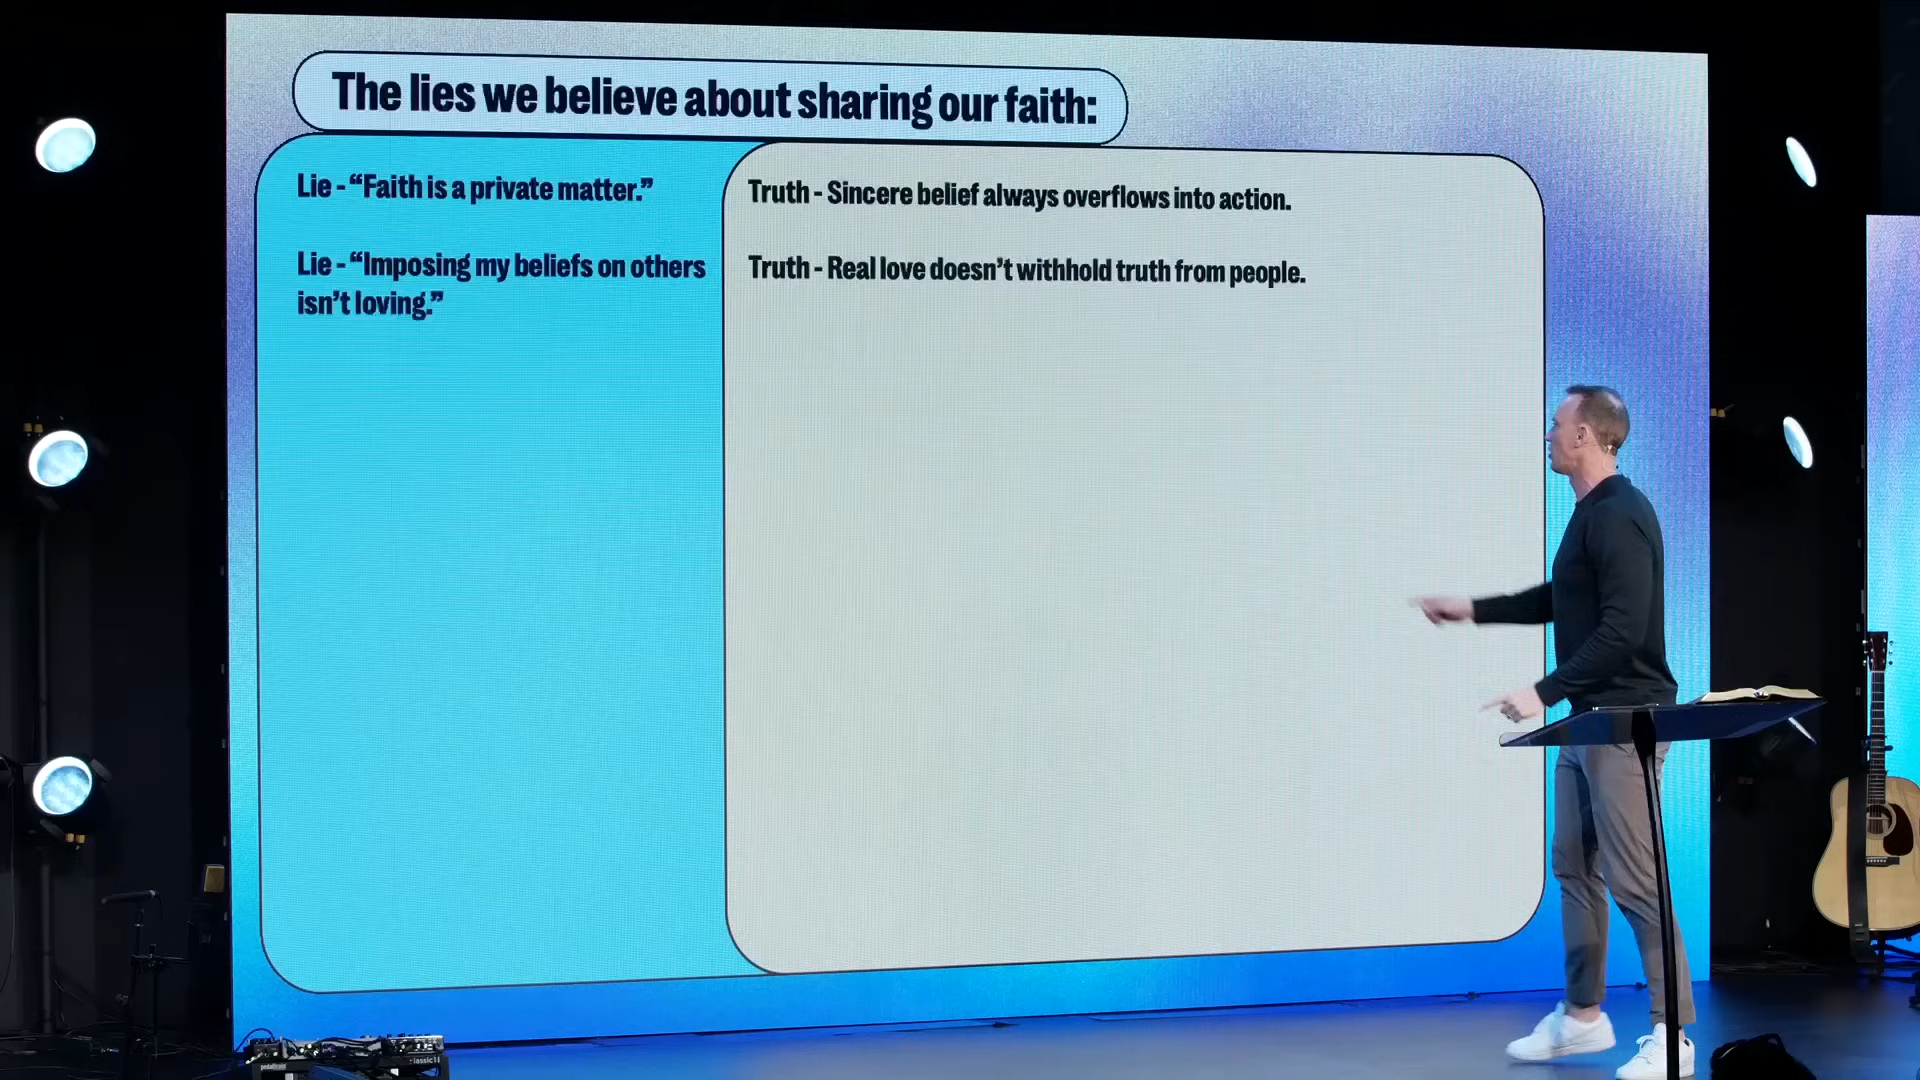 The lies we believe about sharing our faith:
Lie - “Faith is a private matter.”
Truth - Sincere belief always overflows into action.
Lie - “Imposing my beliefs on others
isn’t loving.”
Truth - Real love doesn’t withhold truth from people.